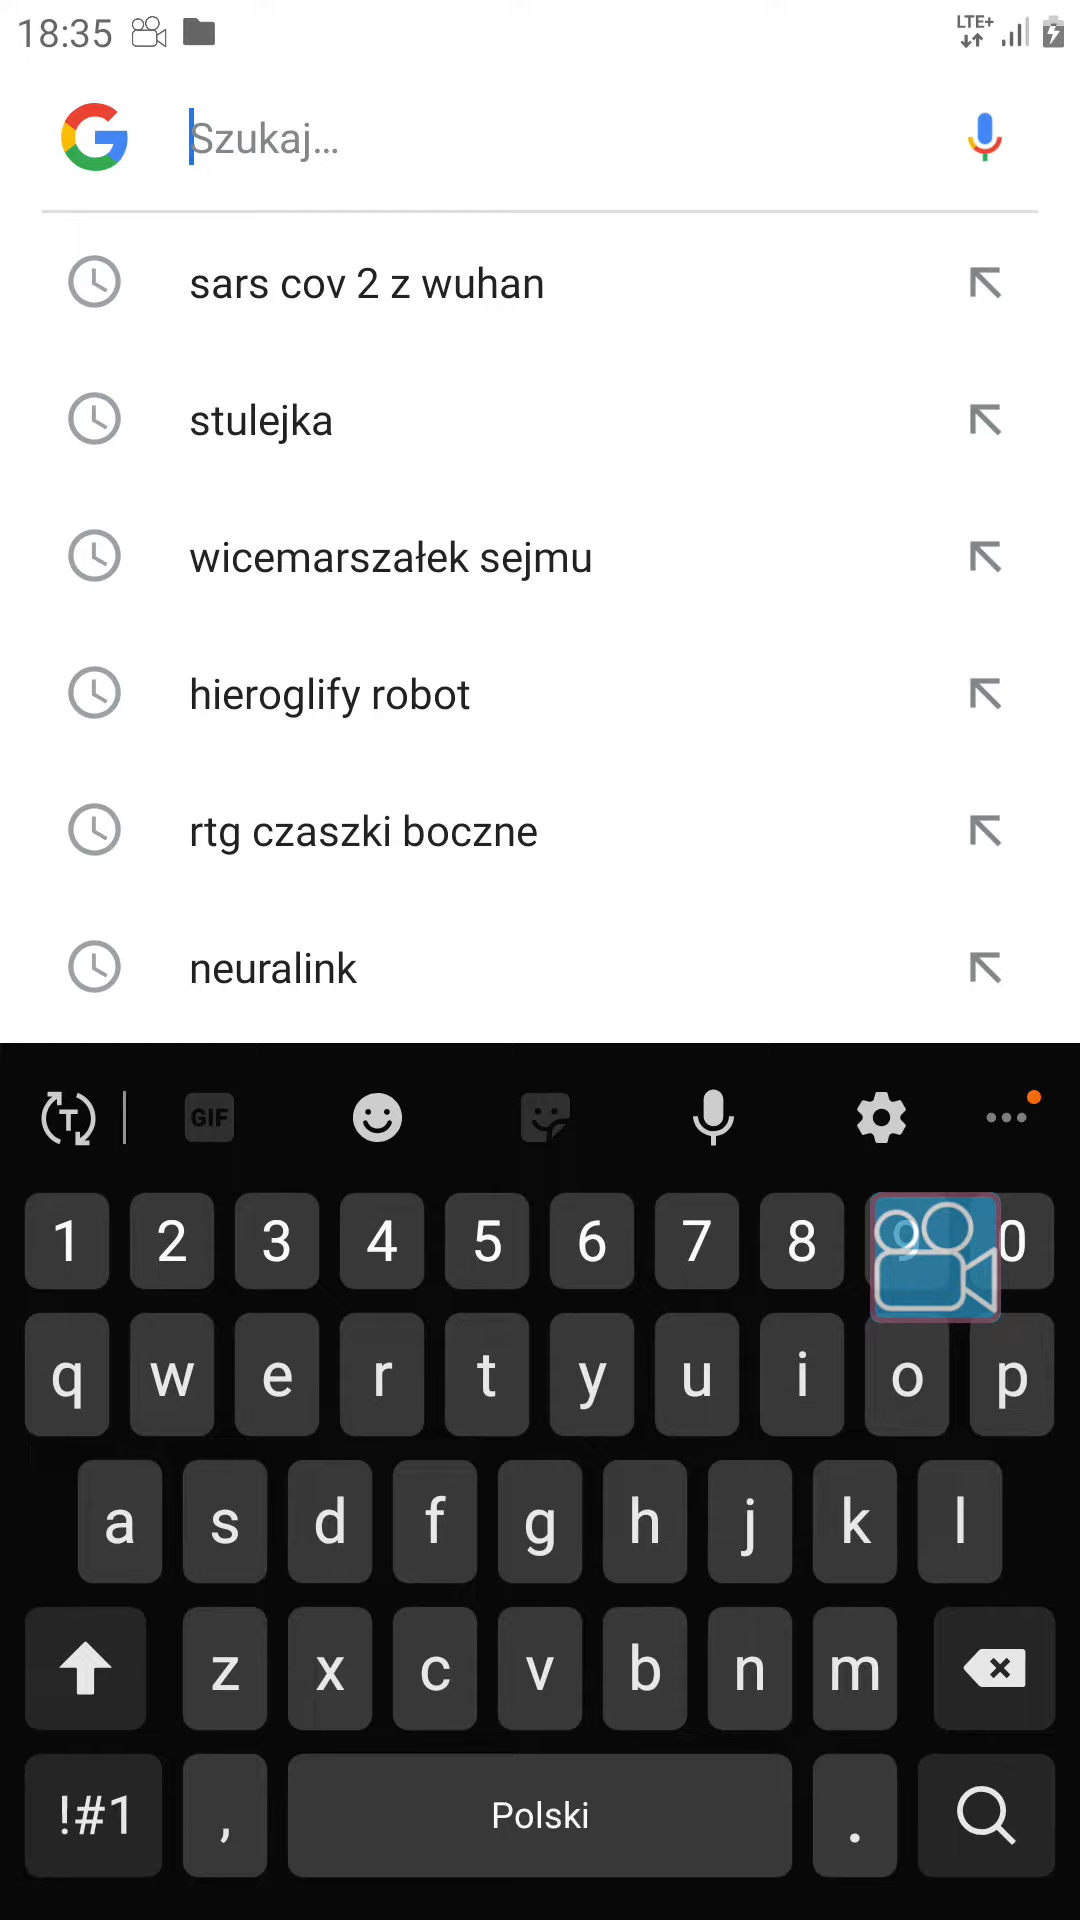 18:35 LTE+
Szukaj...
sars cov 2 z wuhan
stulejka
wicemarszałek sejmu
hieroglify robot
rtg czaszki boczne
neuralink
T GIF
1 2 3 4 5 6 7 8 9 0
q w e r t y u i o p
a s d f g h j k l
z x c v b n m
!#1 , Polski .